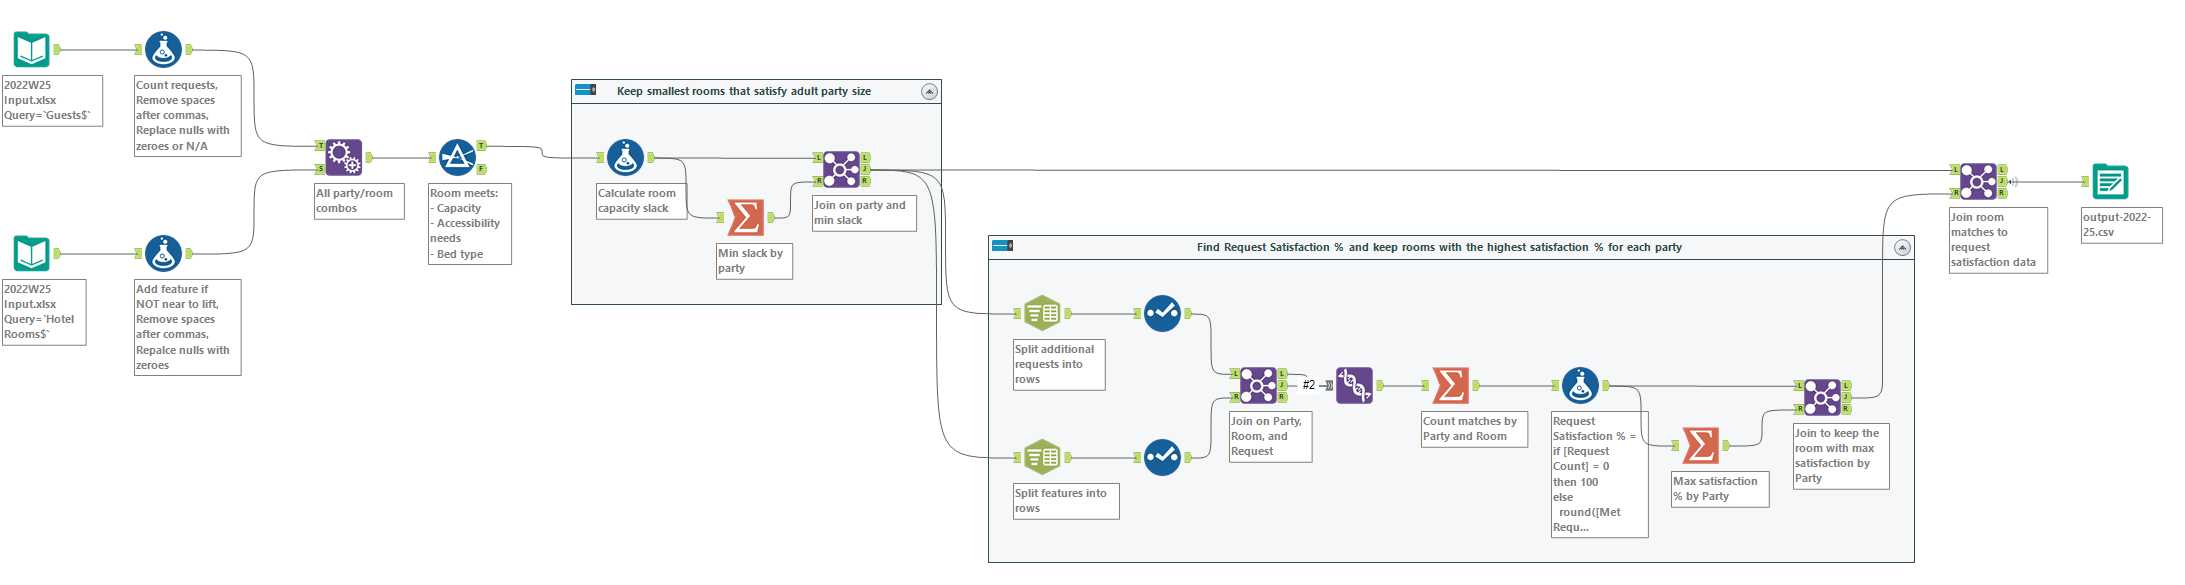 2022W25
Input.xlsx
Query=`Guests$`
Count requests,
Remove spaces
after commas,
Replace nulls with
zeroes or N/A
2022W25
Input.xlsx
Query=`Hotel
Rooms$`
Add feature if
NOT near to lift,
Remove spaces
after commas,
Repalce nulls with
zeroes
T
S
All party/room
combos
T
F
Room meets:
- Capacity
- Accessibility
needs
- Bed type
Keep smallest rooms that satisfy adult party size
Calculate room
capacity slack
Min slack by
party
L
R
L
J
R
Join on party and
min slack
Find Request Satisfaction % and keep rooms with the highest satisfaction % for each party
Split additional
requests into
rows
Split features into
rows
L
R
L
J
R
#2
Join on Party,
Room, and
Request
Count matches by
Party and Room
Request
Satisfaction % =
if [Request
Count] = 0
then 100
else
round([Met
Requ...
Max satisfaction
% by Party
L
R
L
J
R
Join to keep the
room with max
satisfaction by
Party
L
R
L
J
R
Join room
matches to
request
satisfaction data
output-2022-
25.csv